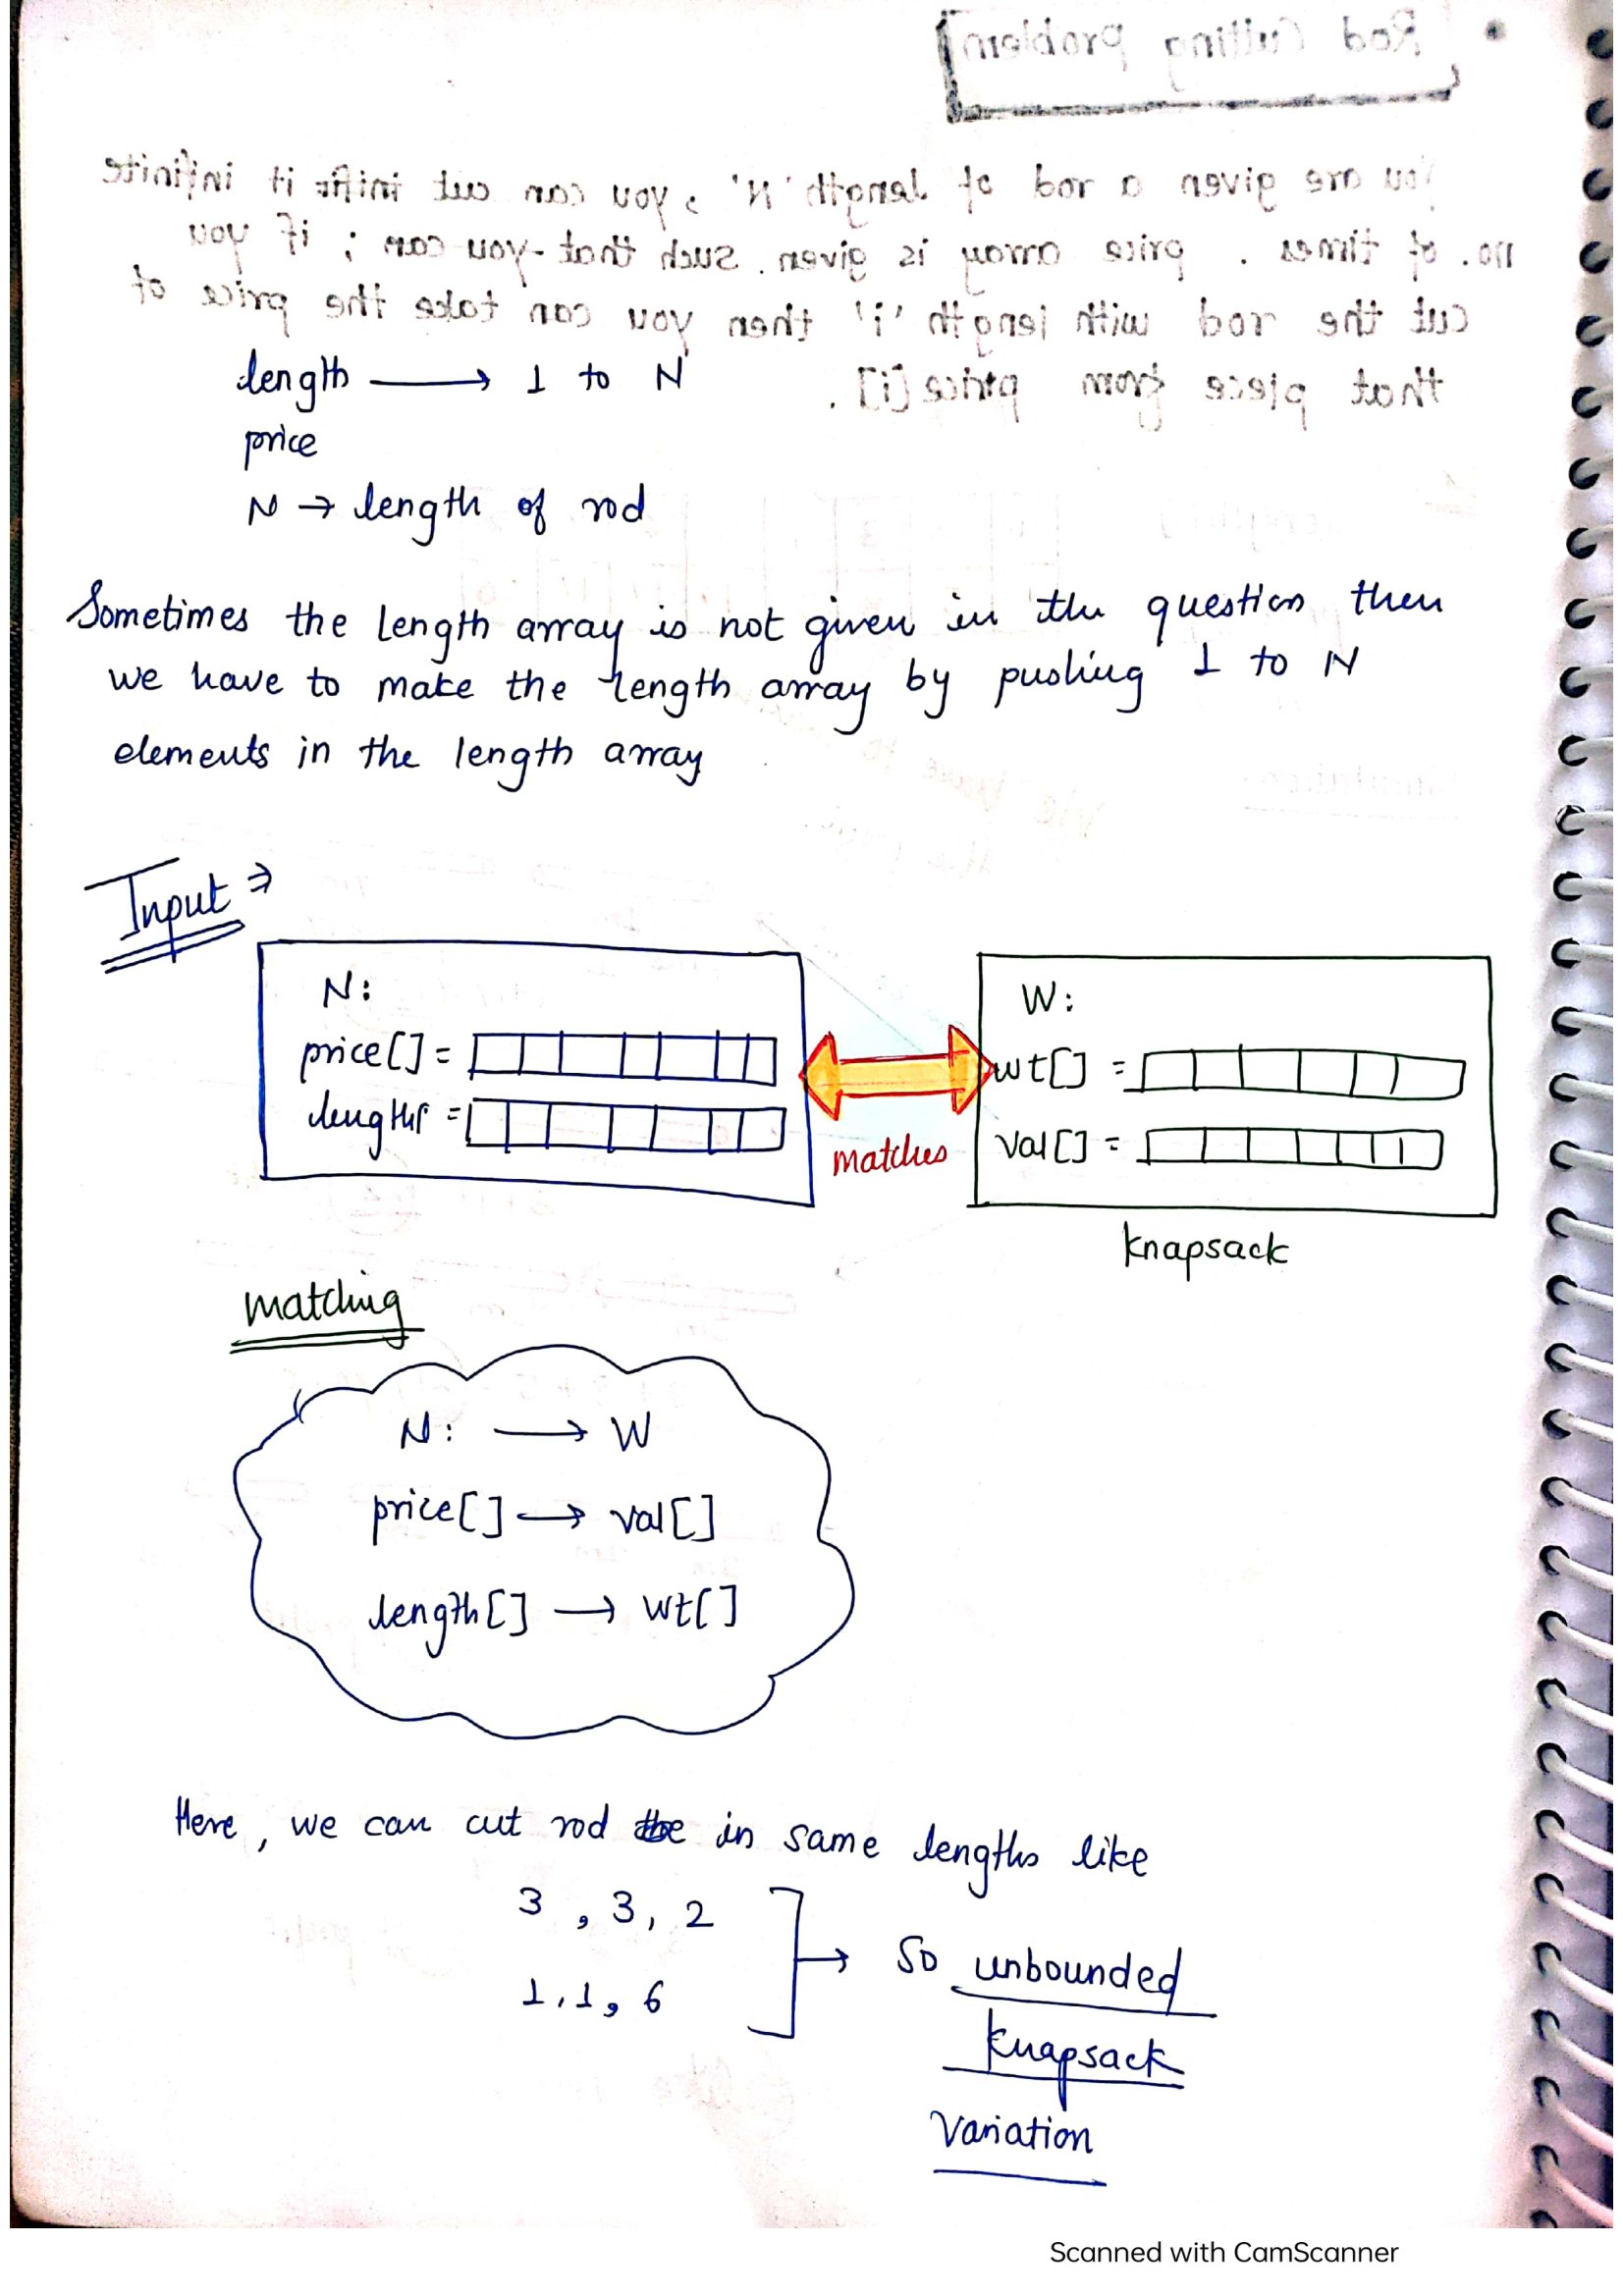 • Rod Cutting problem
You are given a rod of length 'N', you can cut it infinite
no. of times. price array is given. such that you can ; if you
cut the rod with length 'i' then you can take the price of
that piece from price[i].
length ⟶ 1 to N
price
N → length of rod
Sometimes the length array is not given in the question then
we have to make the length array by pushing 1 to N
elements in the length array
Input ⇒
N:
price[] =
length =
matches
W:
wt[] =
val[] =
knapsack
matching
N: ⟶ W
price[] ⟶ val[]
length[] ⟶ wt[]
Here, we can cut rod in same lengths like
3, 3, 2
1, 1, 6
→ So unbounded
knapsack
Variation
Scanned with CamScanner